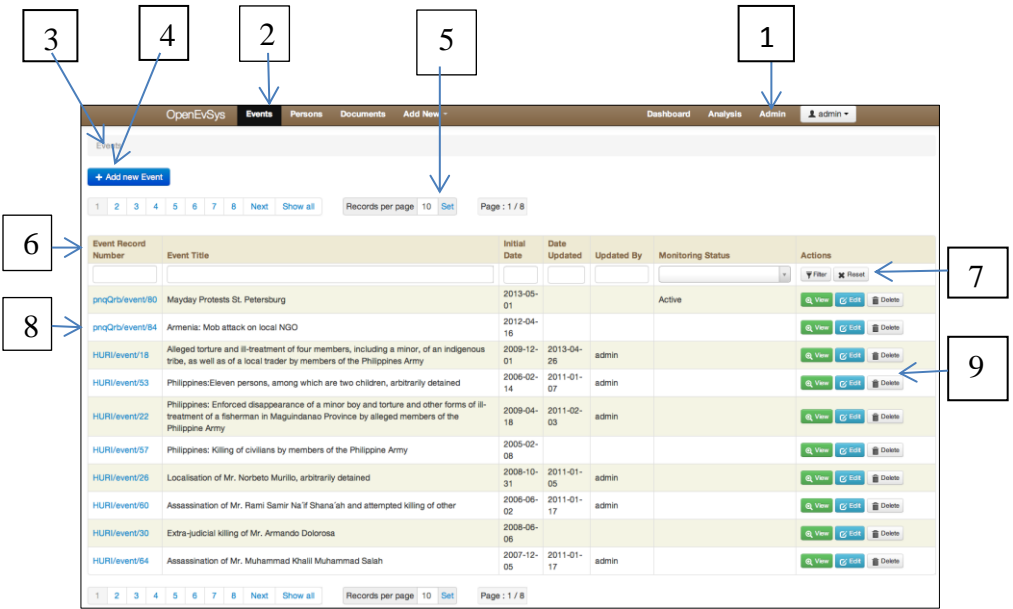 3
4
2
5
1
OpenEvSys Events Persons Documents Add New Dashboard Analysis Admin admin
Events
+ Add new Event
1 2 3 4 5 6 7 8 Next Show all Records per page 10 Set Page : 1 / 8
6
Event Record Number Event Title Initial Date Date Updated Updated By Monitoring Status Actions
Filter Reset
7
pnqQrb/event/80 Mayday Protests St. Petersburg 2013-05-01 Active View Edit Delete
8
pnqQrb/event/84 Armenia: Mob attack on local NGO 2012-04-16 View Edit Delete
HURI/event/18 Alleged torture and ill-treatment of four members, including a minor, of an indigenous
tribe, as well as of a local trader by members of the Philippines Army 2009-12-01 2013-04-26 admin View Edit Delete
9
HURI/event/53 Philippines:Eleven persons, among which are two children, arbitrarily detained 2006-02-14 2011-01-07 admin View Edit Delete
HURI/event/22 Philippines: Enforced disappearance of a minor boy and torture and other forms of ill-
treatment of a fisherman in Maguindanao Province by alleged members of the
Philippine Army 2009-04-18 2011-02-03 admin View Edit Delete
HURI/event/57 Philippines: Killing of civilians by members of the Philippine Army 2005-02-08 View Edit Delete
HURI/event/26 Localisation of Mr. Norbeto Murillo, arbitrarily detained 2008-10-31 2011-01-05 admin View Edit Delete
HURI/event/60 Assassination of Mr. Rami Samir Na´if Shana´ah and attempted killing of other 2006-06-02 2011-01-17 admin View Edit Delete
HURI/event/30 Extra-judicial killing of Mr. Armando Dolorosa 2008-06-06 View Edit Delete
HURI/event/64 Assassination of Mr. Muhammad Khalil Muhammad Salah 2007-12-05 2011-01-17 admin View Edit Delete
1 2 3 4 5 6 7 8 Next Show all Records per page 10 Set Page : 1 / 8